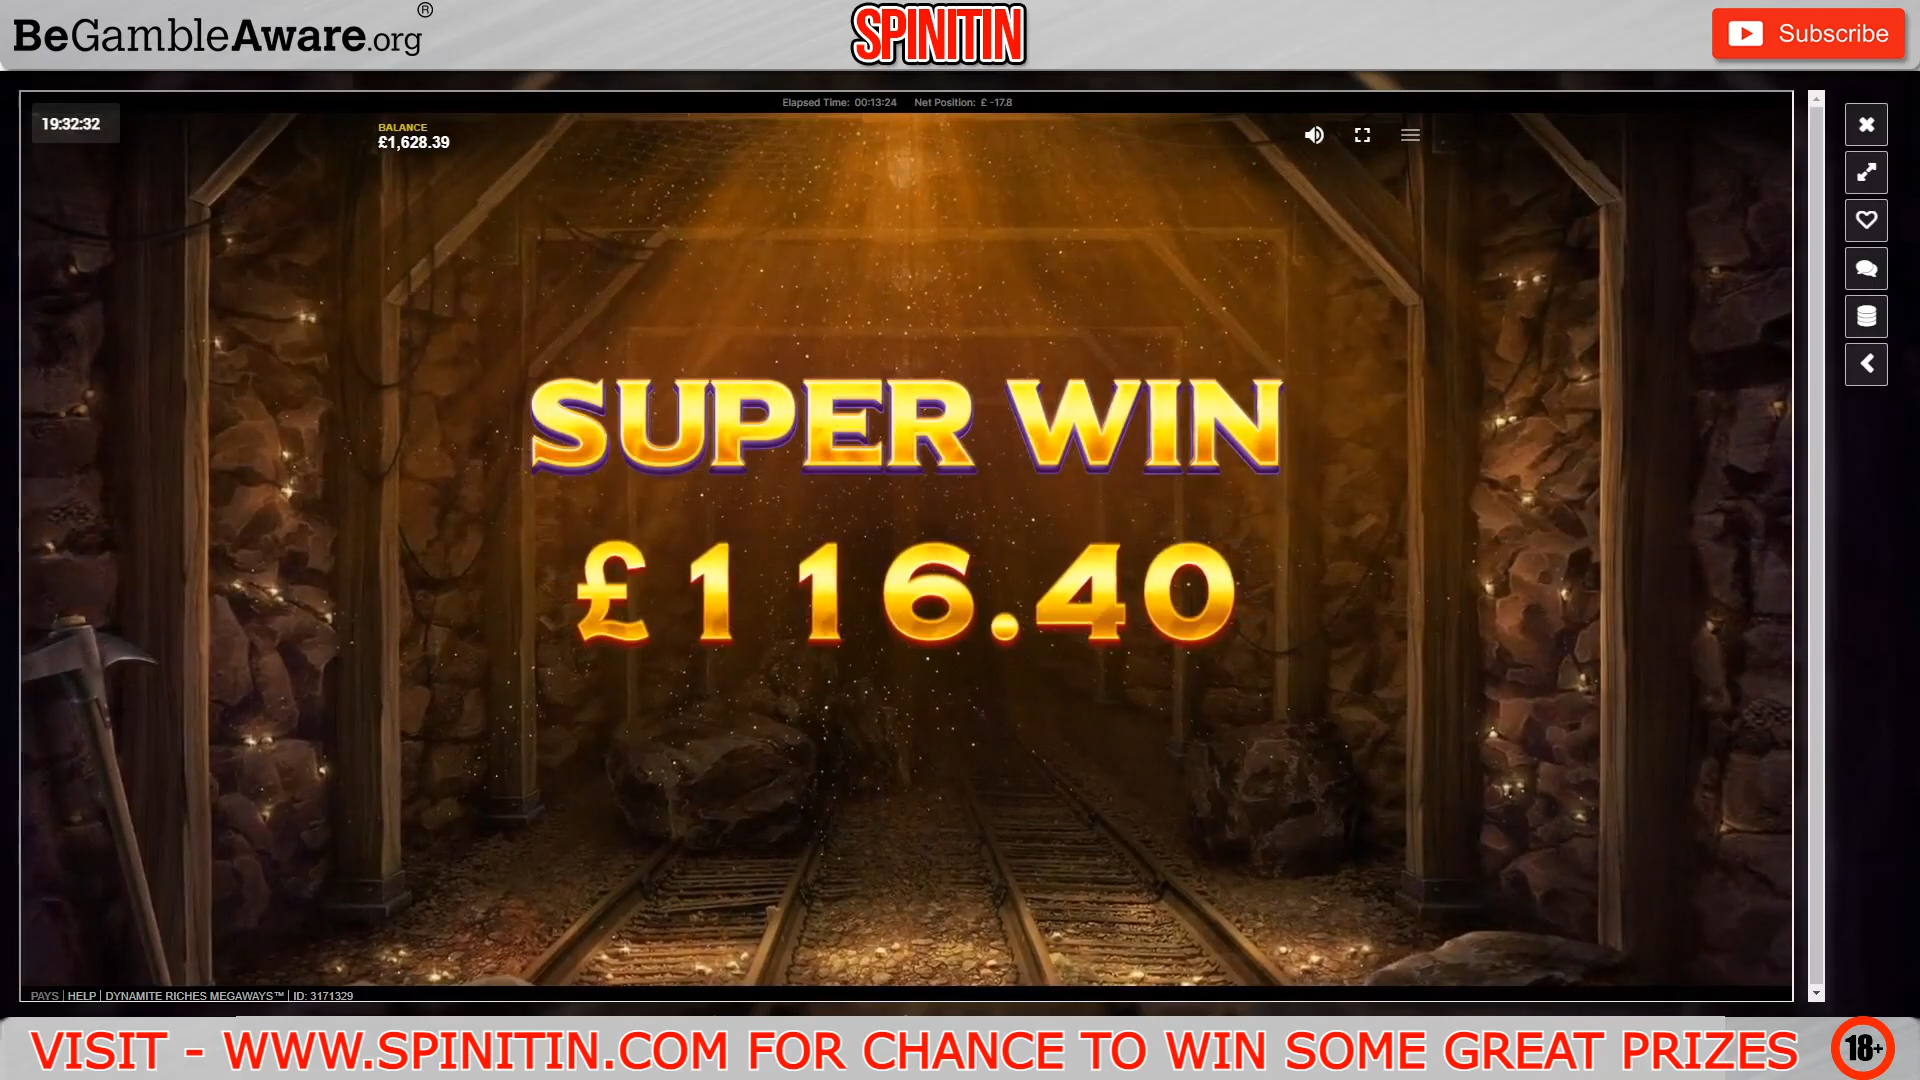 BeGambleAware.org®
SPINITIN
Subscribe
Elapsed Time: 00:13:24 Net Position: £ -17.8
19:32:32
BALANCE
£1,628.39
SUPER WIN
£116.40
PAYS | HELP | DYNAMITE RICHES MEGAWAYS™ | ID: 3171329
VISIT - WWW.SPINITIN.COM FOR CHANCE TO WIN SOME GREAT PRIZES
18+